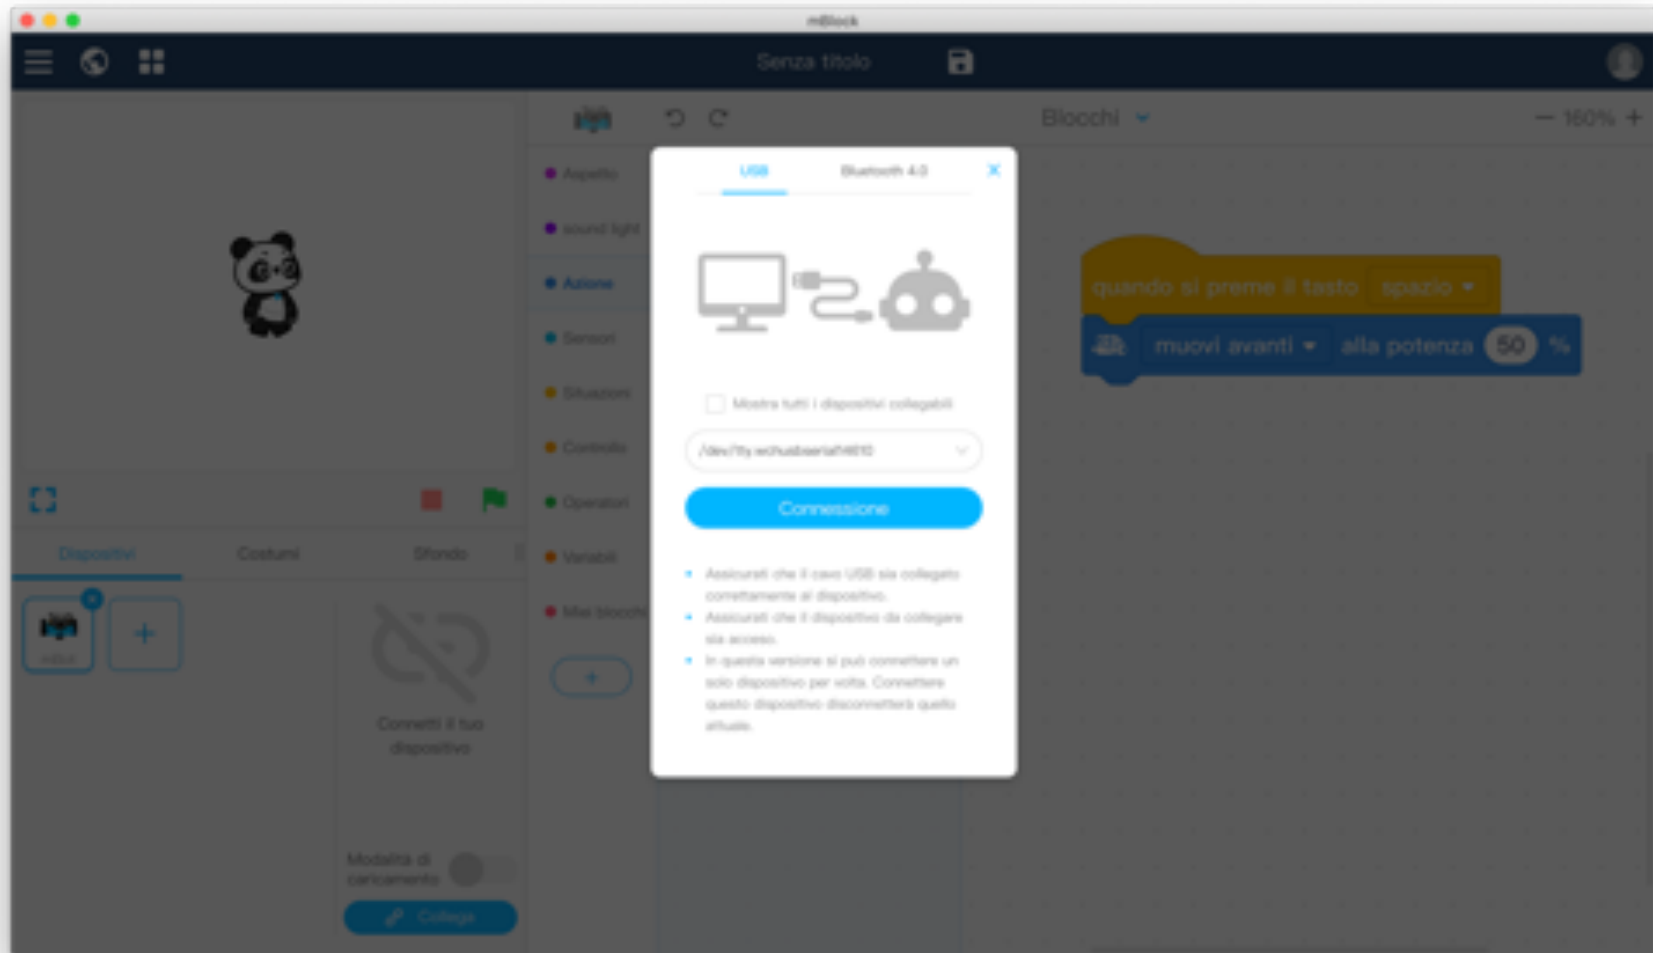 mBlock
Senza titolo
Blocchi
160%
Aspetto
sound light
Azione
Sensori
Situazioni
Controllo
Operatori
Variabili
Miei blocchi
USB
Bluetooth 4.0
Mostra tutti i dispositivi collegabili
Connessione
Assicurati che il cavo USB sia collegato
correttamente al dispositivo.
Assicurati che il dispositivo da collegare
sia acceso.
In questa versione si può connettere un
solo dispositivo per volta. Connettere
questo dispositivo disconnetterà quello
attuale.
quando si preme il tasto spazio
muovi avanti alla potenza 50 %
Dispositivi
Costumi
Sfondo
mBot
Connetti il tuo
dispositivo
Modalità di
caricamento
Collega